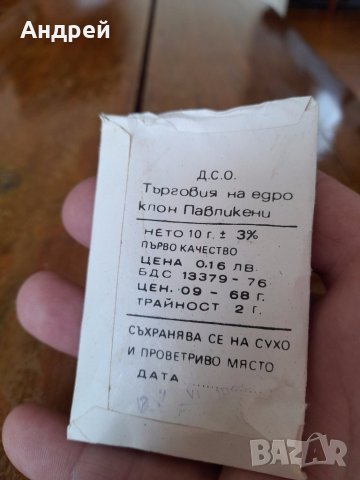 Андрей
Д.С.О.
Търговия на едро
клон Павликени
НЕТО 10 г. ± 3%
ПЪРВО КАЧЕСТВО
ЦЕНА 0,16 ЛВ.
БДС 13379 - 76
ЦЕН. 09 - 68 г.
ТРАЙНОСТ 2 г.
СЪХРАНЯВА СЕ НА СУХО
И ПРОВЕТРИВО МЯСТО
ДАТА
BAZAR